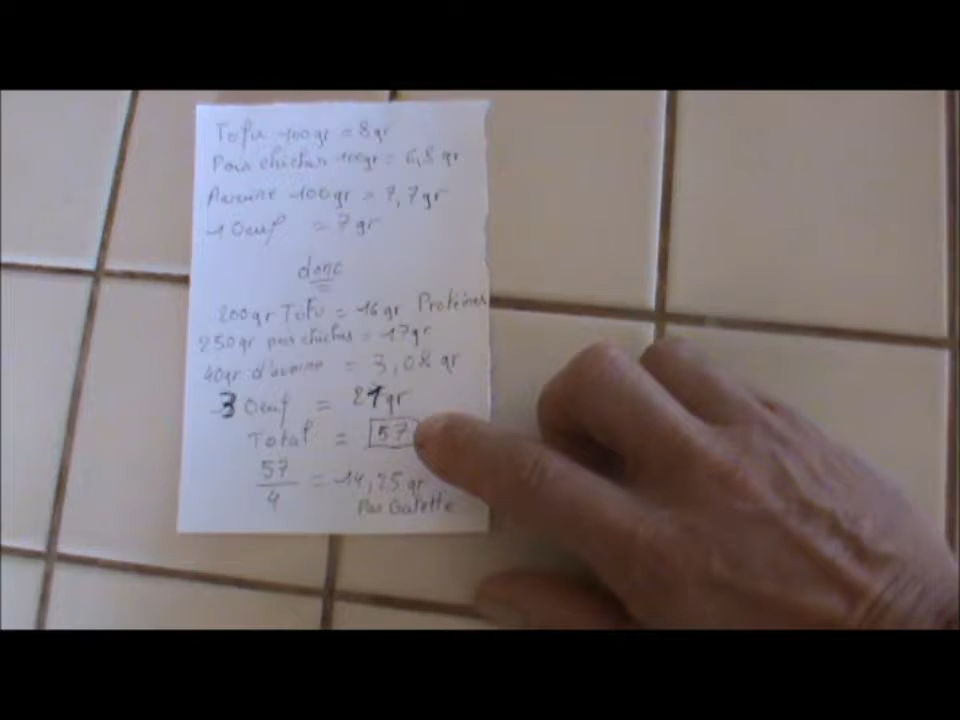 Tofu 100gr = 8gr
Pois chiches 100gr = 6,8 gr
Avoine 100gr = 7,7gr
1 Oeuf = 7gr
donc
200gr Tofu = 16gr Protéines
250gr pois chiches = 17gr
40gr d'avoine = 3,08 gr
3 Oeuf = 21gr
Total = 57
57
4 = 14,25gr
Par Galette